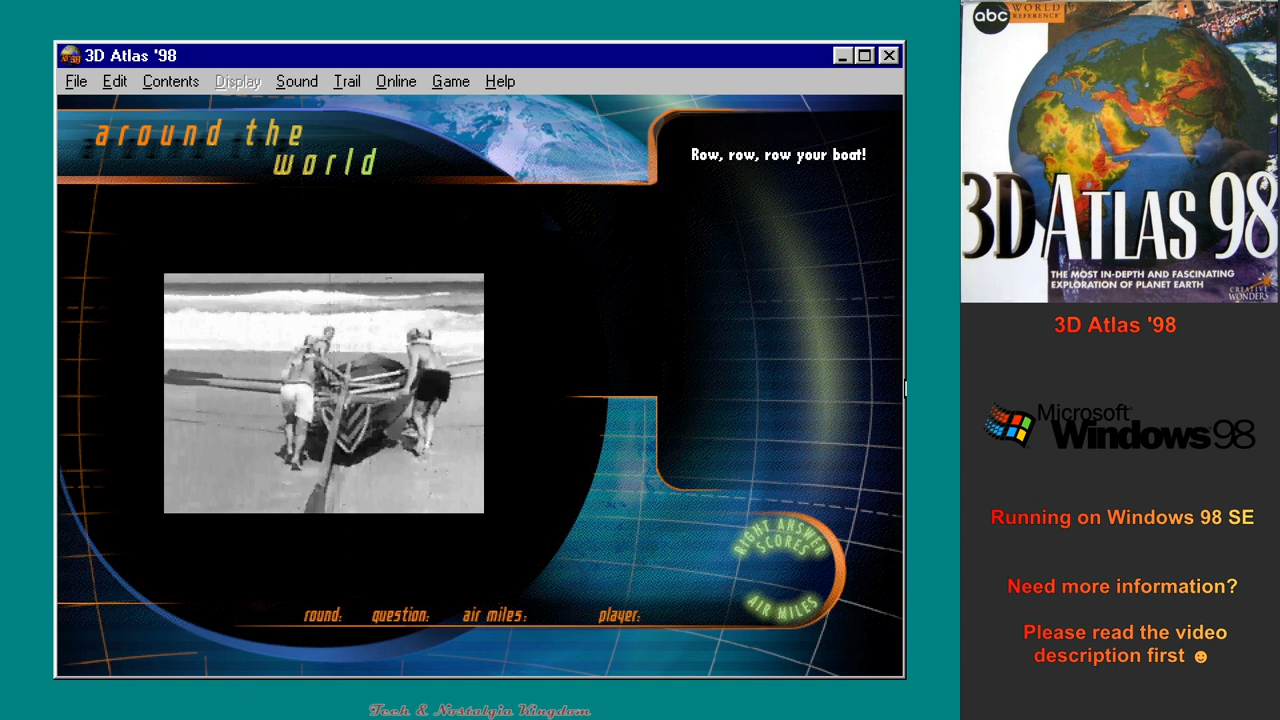 3D Atlas '98
File Edit Contents Display Sound Trail Online Game Help
around the
world
Row, row, row your boat!
RIGHT ANSWER
SCORES
AIR MILES
round: question: air miles: player:
Tech & Nostalgia Kingdom
abc WORLD
REFERENCE
3D ATLAS 98
THE MOST IN-DEPTH AND FASCINATING
EXPLORATION OF PLANET EARTH
CREATIVE
WONDERS
3D Atlas '98
Microsoft
Windows 98
Running on Windows 98 SE
Need more information?
Please read the video
description first